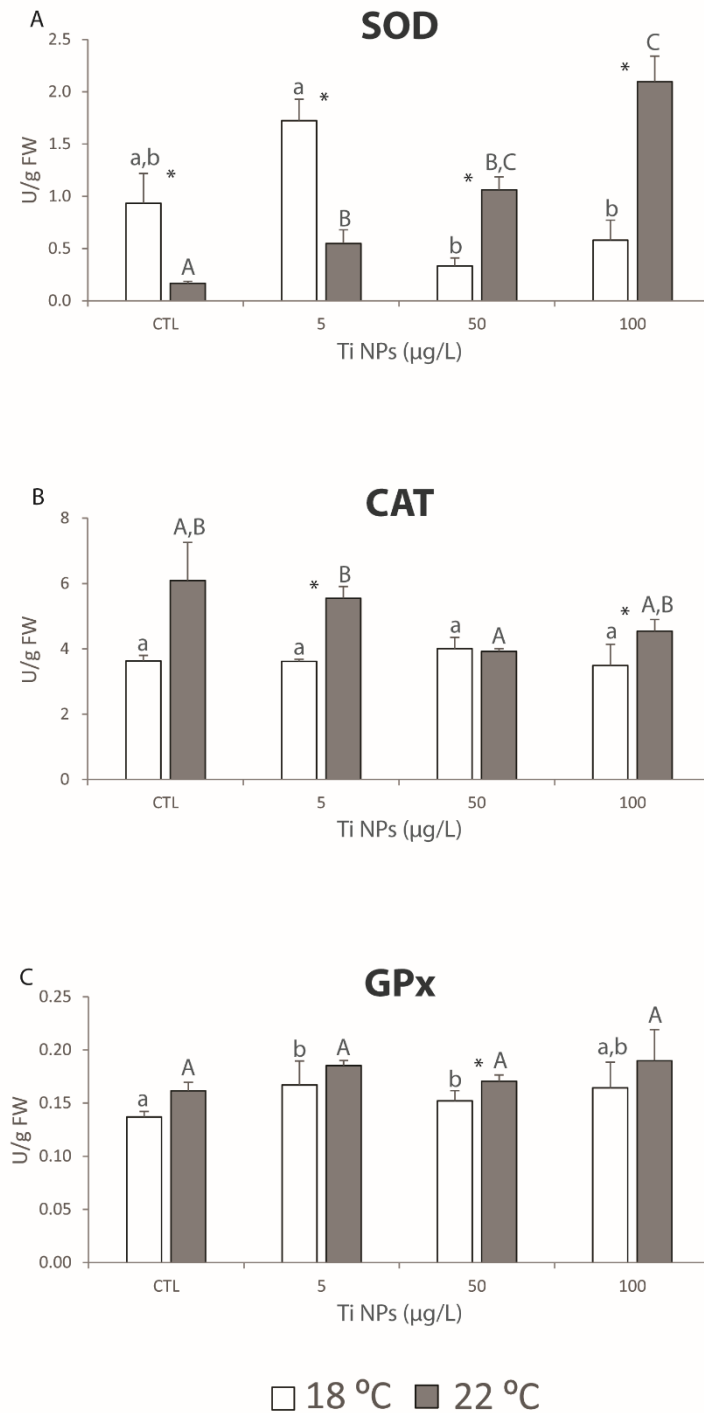 A
SOD
2.5
2.0
1.5
1.0
0.5
0.0
U/g FW
a,b
*
A
a
*
B
b
*
B,C
b
*
C
CTL
5
50
100
Ti NPs (µg/L)
B
CAT
8
6
4
2
0
U/g FW
a
A,B
a
*
B
a
A
a
*
A,B
CTL
5
50
100
Ti NPs (µg/L)
C
GPx
0.25
0.20
0.15
0.10
0.05
0.00
U/g FW
a
A
b
A
b
*
A
a,b
A
CTL
5
50
100
Ti NPs (µg/L)
18 ºC
22 ºC